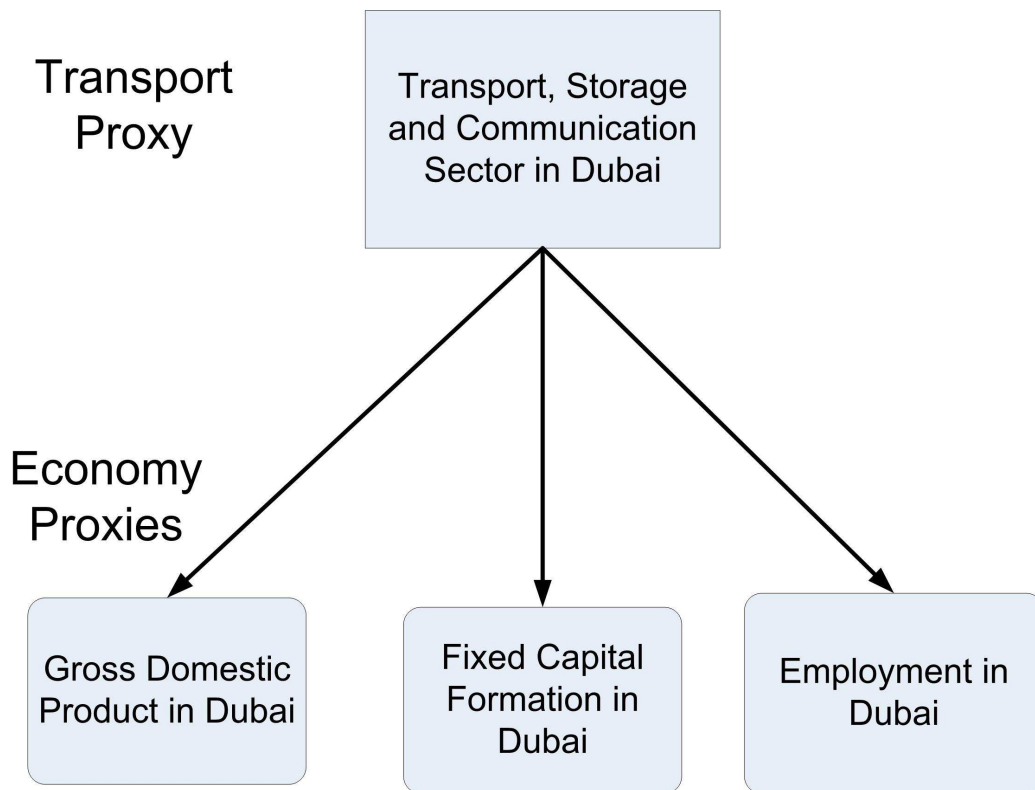 Transport
Proxy
Transport, Storage
and Communication
Sector in Dubai
Economy
Proxies
Gross Domestic
Product in Dubai
Fixed Capital
Formation in
Dubai
Employment in
Dubai